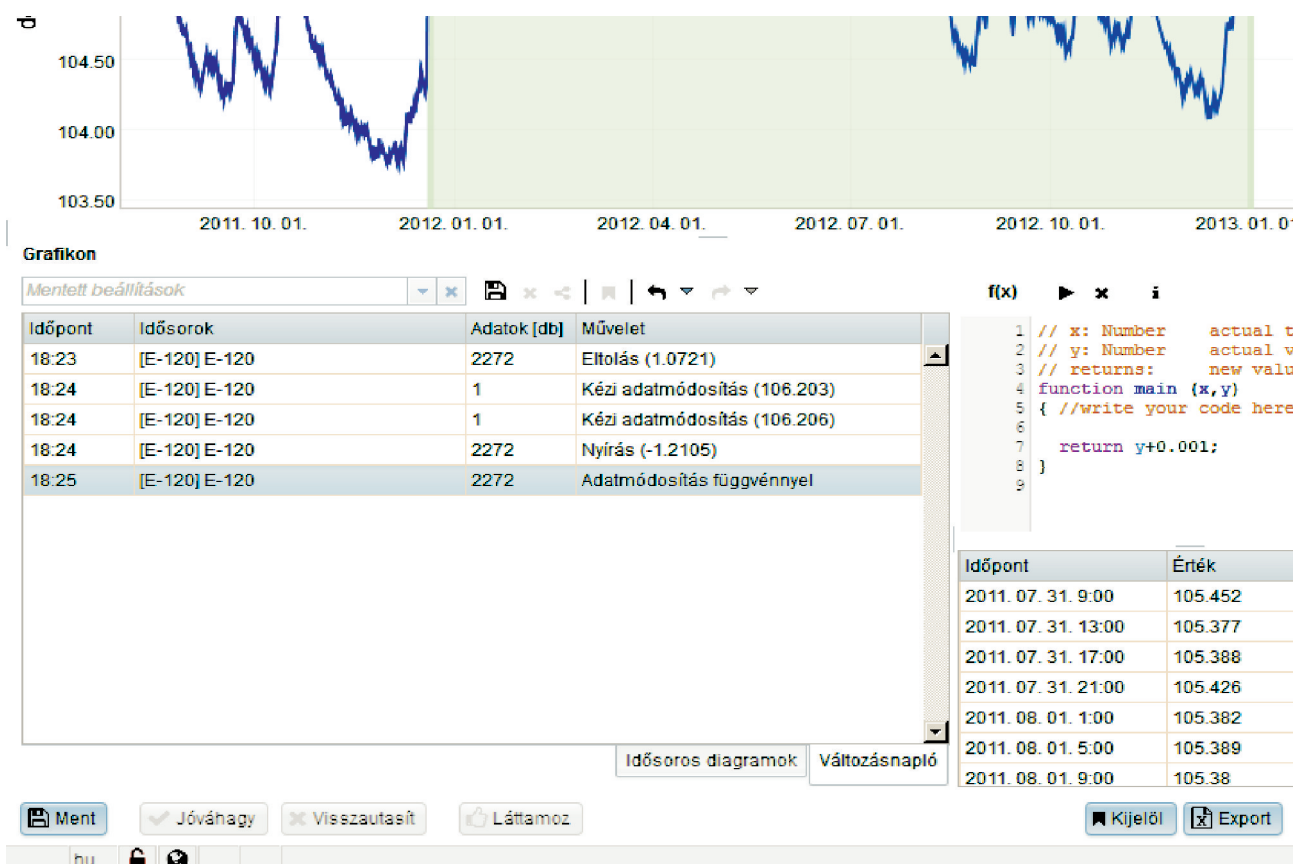 104.50
104.00
103.50
2011. 10. 01. 2012. 01. 01. 2012. 04. 01. 2012. 07. 01. 2012. 10. 01. 2013. 01. 01
Grafikon
Mentett beállítások
f(x) i
Időpont Idősorok Adatok [db] Művelet
18:23 [E-120] E-120 2272 Eltolás (1.0721)
18:24 [E-120] E-120 1 Kézi adatmódosítás (106.203)
18:24 [E-120] E-120 1 Kézi adatmódosítás (106.206)
18:24 [E-120] E-120 2272 Nyírás (-1.2105)
18:25 [E-120] E-120 2272 Adatmódosítás függvénnyel
1 // x: Number actual t
2 // y: Number actual v
3 // returns: new valu
4 function main (x,y)
5 { //write your code here
6
7 return y+0.001;
8 }
9
Időpont Érték
2011. 07. 31. 9:00 105.452
2011. 07. 31. 13:00 105.377
2011. 07. 31. 17:00 105.388
2011. 07. 31. 21:00 105.426
2011. 08. 01. 1:00 105.382
2011. 08. 01. 5:00 105.389
2011. 08. 01. 9:00 105.38
Idősoros diagramok Változásnapló
Ment Jóváhagy Visszautasít Láttamoz Kijelöl Export
hu